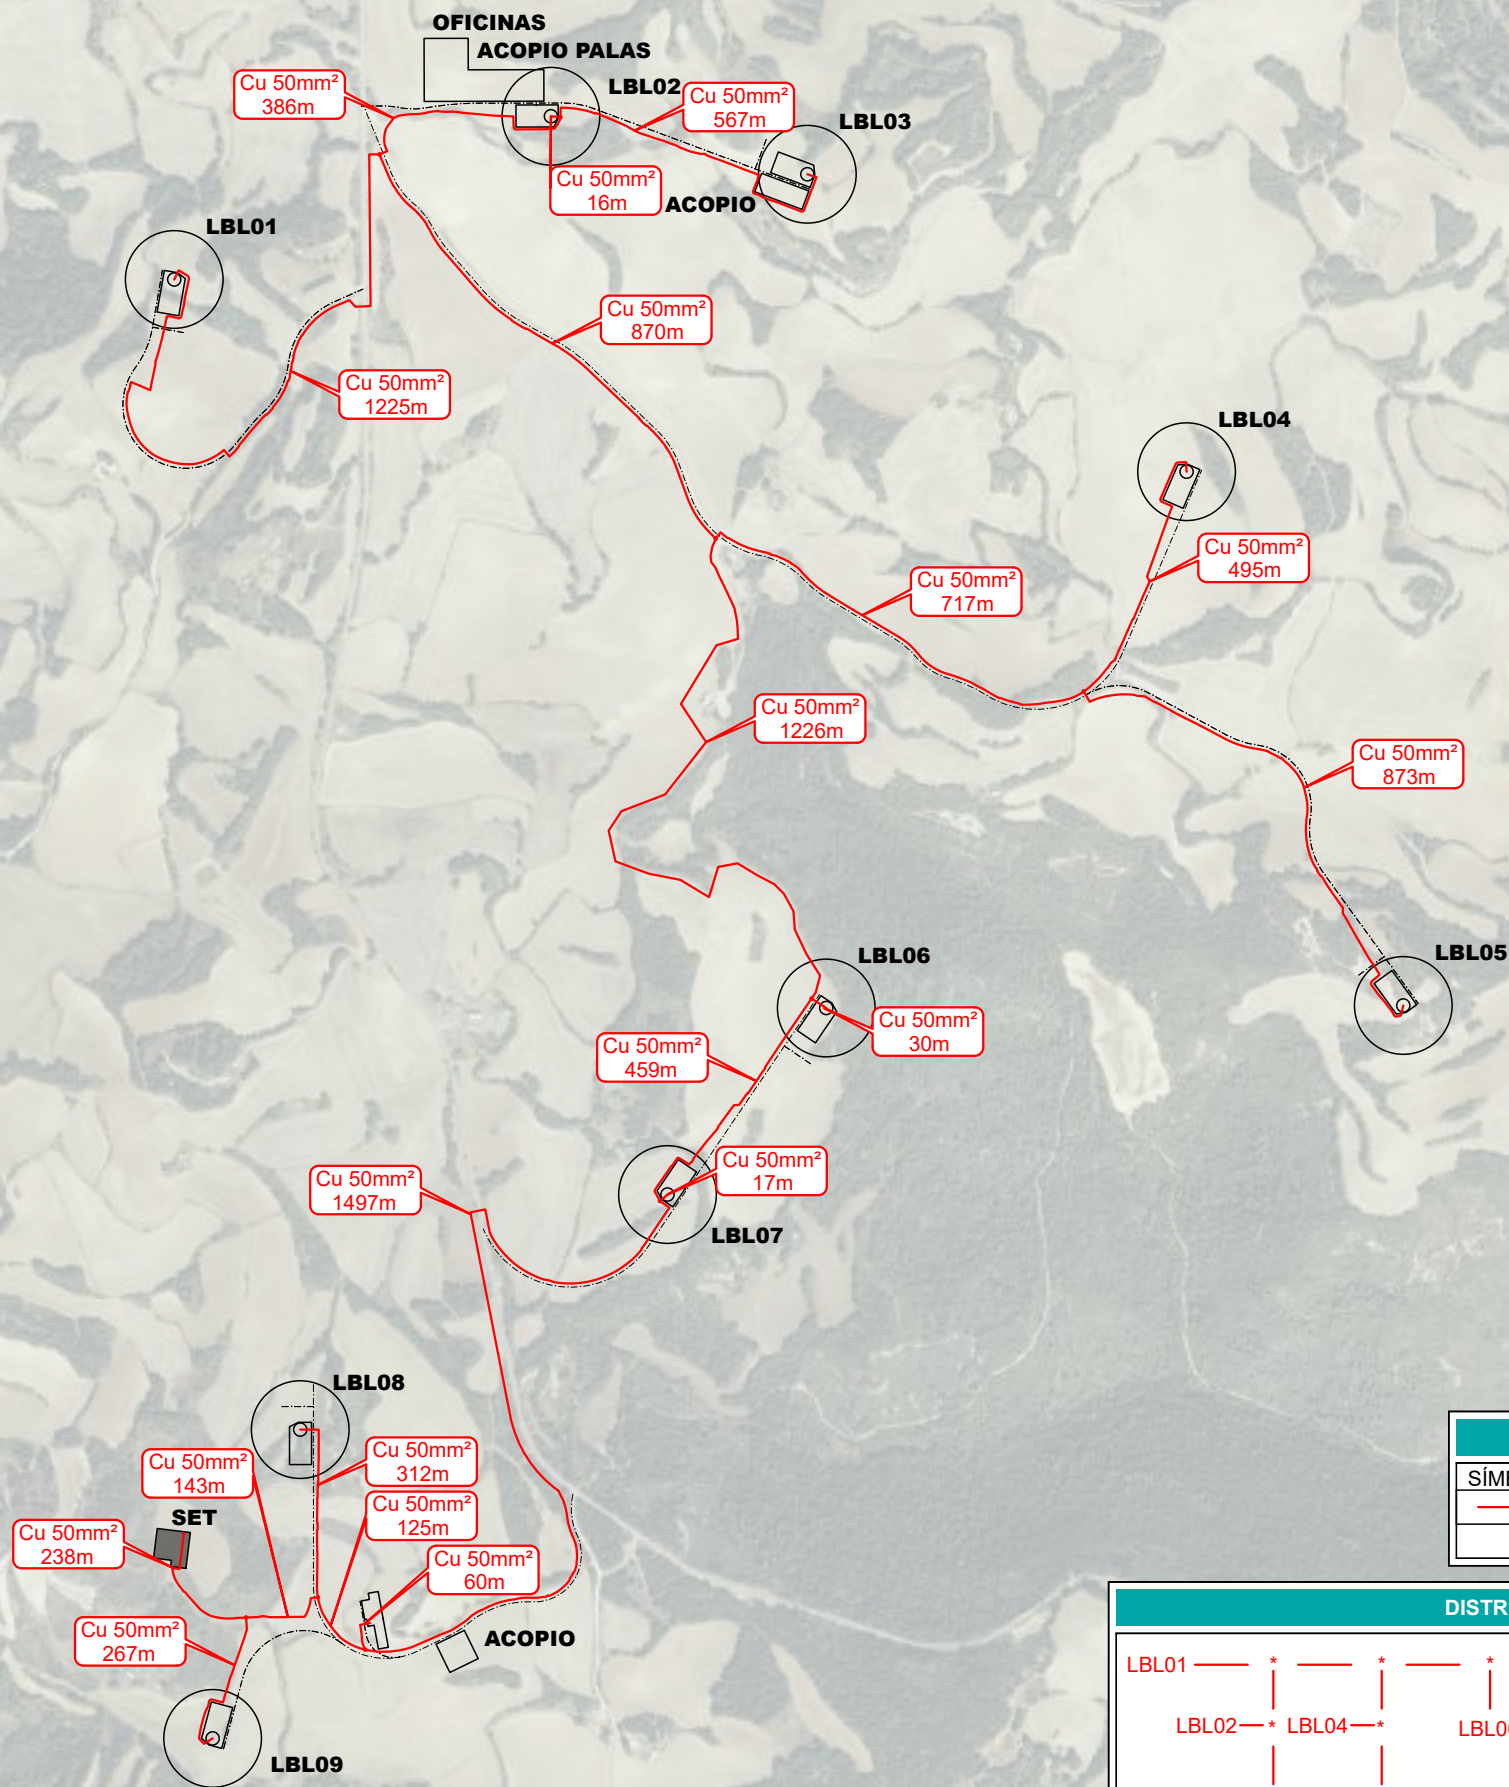 OFICINAS
ACOPIO PALAS
LBL02
Cu 50mm²
386m
Cu 50mm²
567m
LBL03
Cu 50mm²
16m
ACOPIO
LBL01
Cu 50mm²
870m
Cu 50mm²
1225m
LBL04
Cu 50mm²
495m
Cu 50mm²
717m
Cu 50mm²
1226m
Cu 50mm²
873m
LBL05
LBL06
Cu 50mm²
30m
Cu 50mm²
459m
Cu 50mm²
17m
Cu 50mm²
1497m
LBL07
LBL08
Cu 50mm²
312m
Cu 50mm²
143m
Cu 50mm²
125m
SET
Cu 50mm²
238m
Cu 50mm²
60m
Cu 50mm²
267m
ACOPIO
LBL09
DISTR
LBL01 * * *
LBL02 * LBL04 *